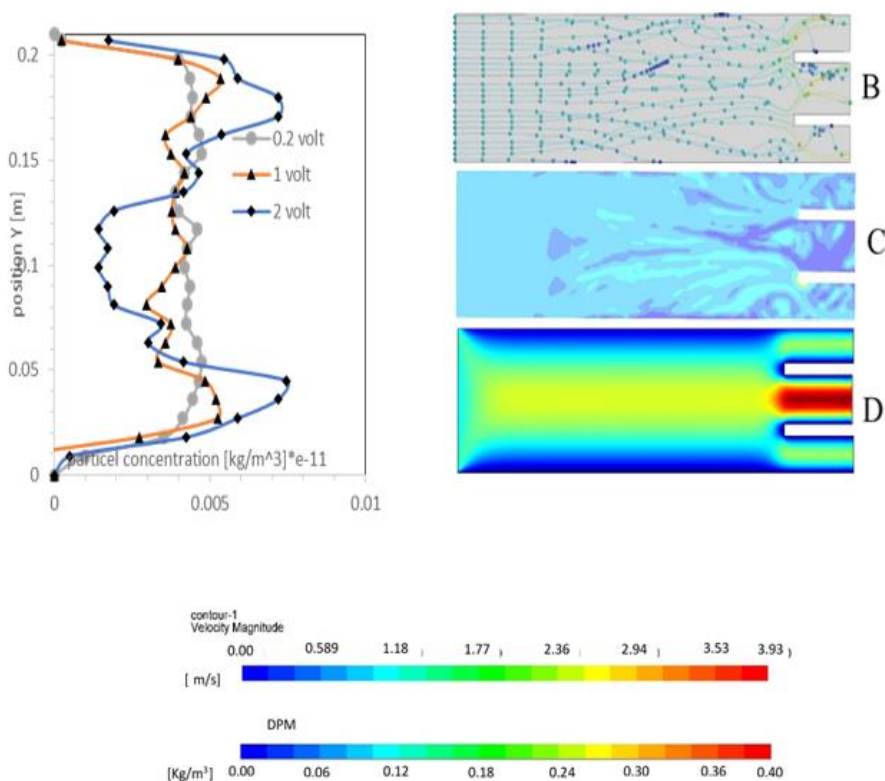 0.2
0.15
0.1
0.05
0
position Y [m]
0.2 volt
1 volt
2 volt
particel concentration [kg/m^3]*e-11
0 0.005 0.01
B
C
D
contour-1
Velocity Magnitude
0.00 0.589 1.18 ) 1.77 ) 2.36 2.94 ) 3.53 3.93 )
[ m/s]
DPM
[Kg/m³] 0.00 0.06 0.12 0.18 0.24 0.30 0.36 0.40